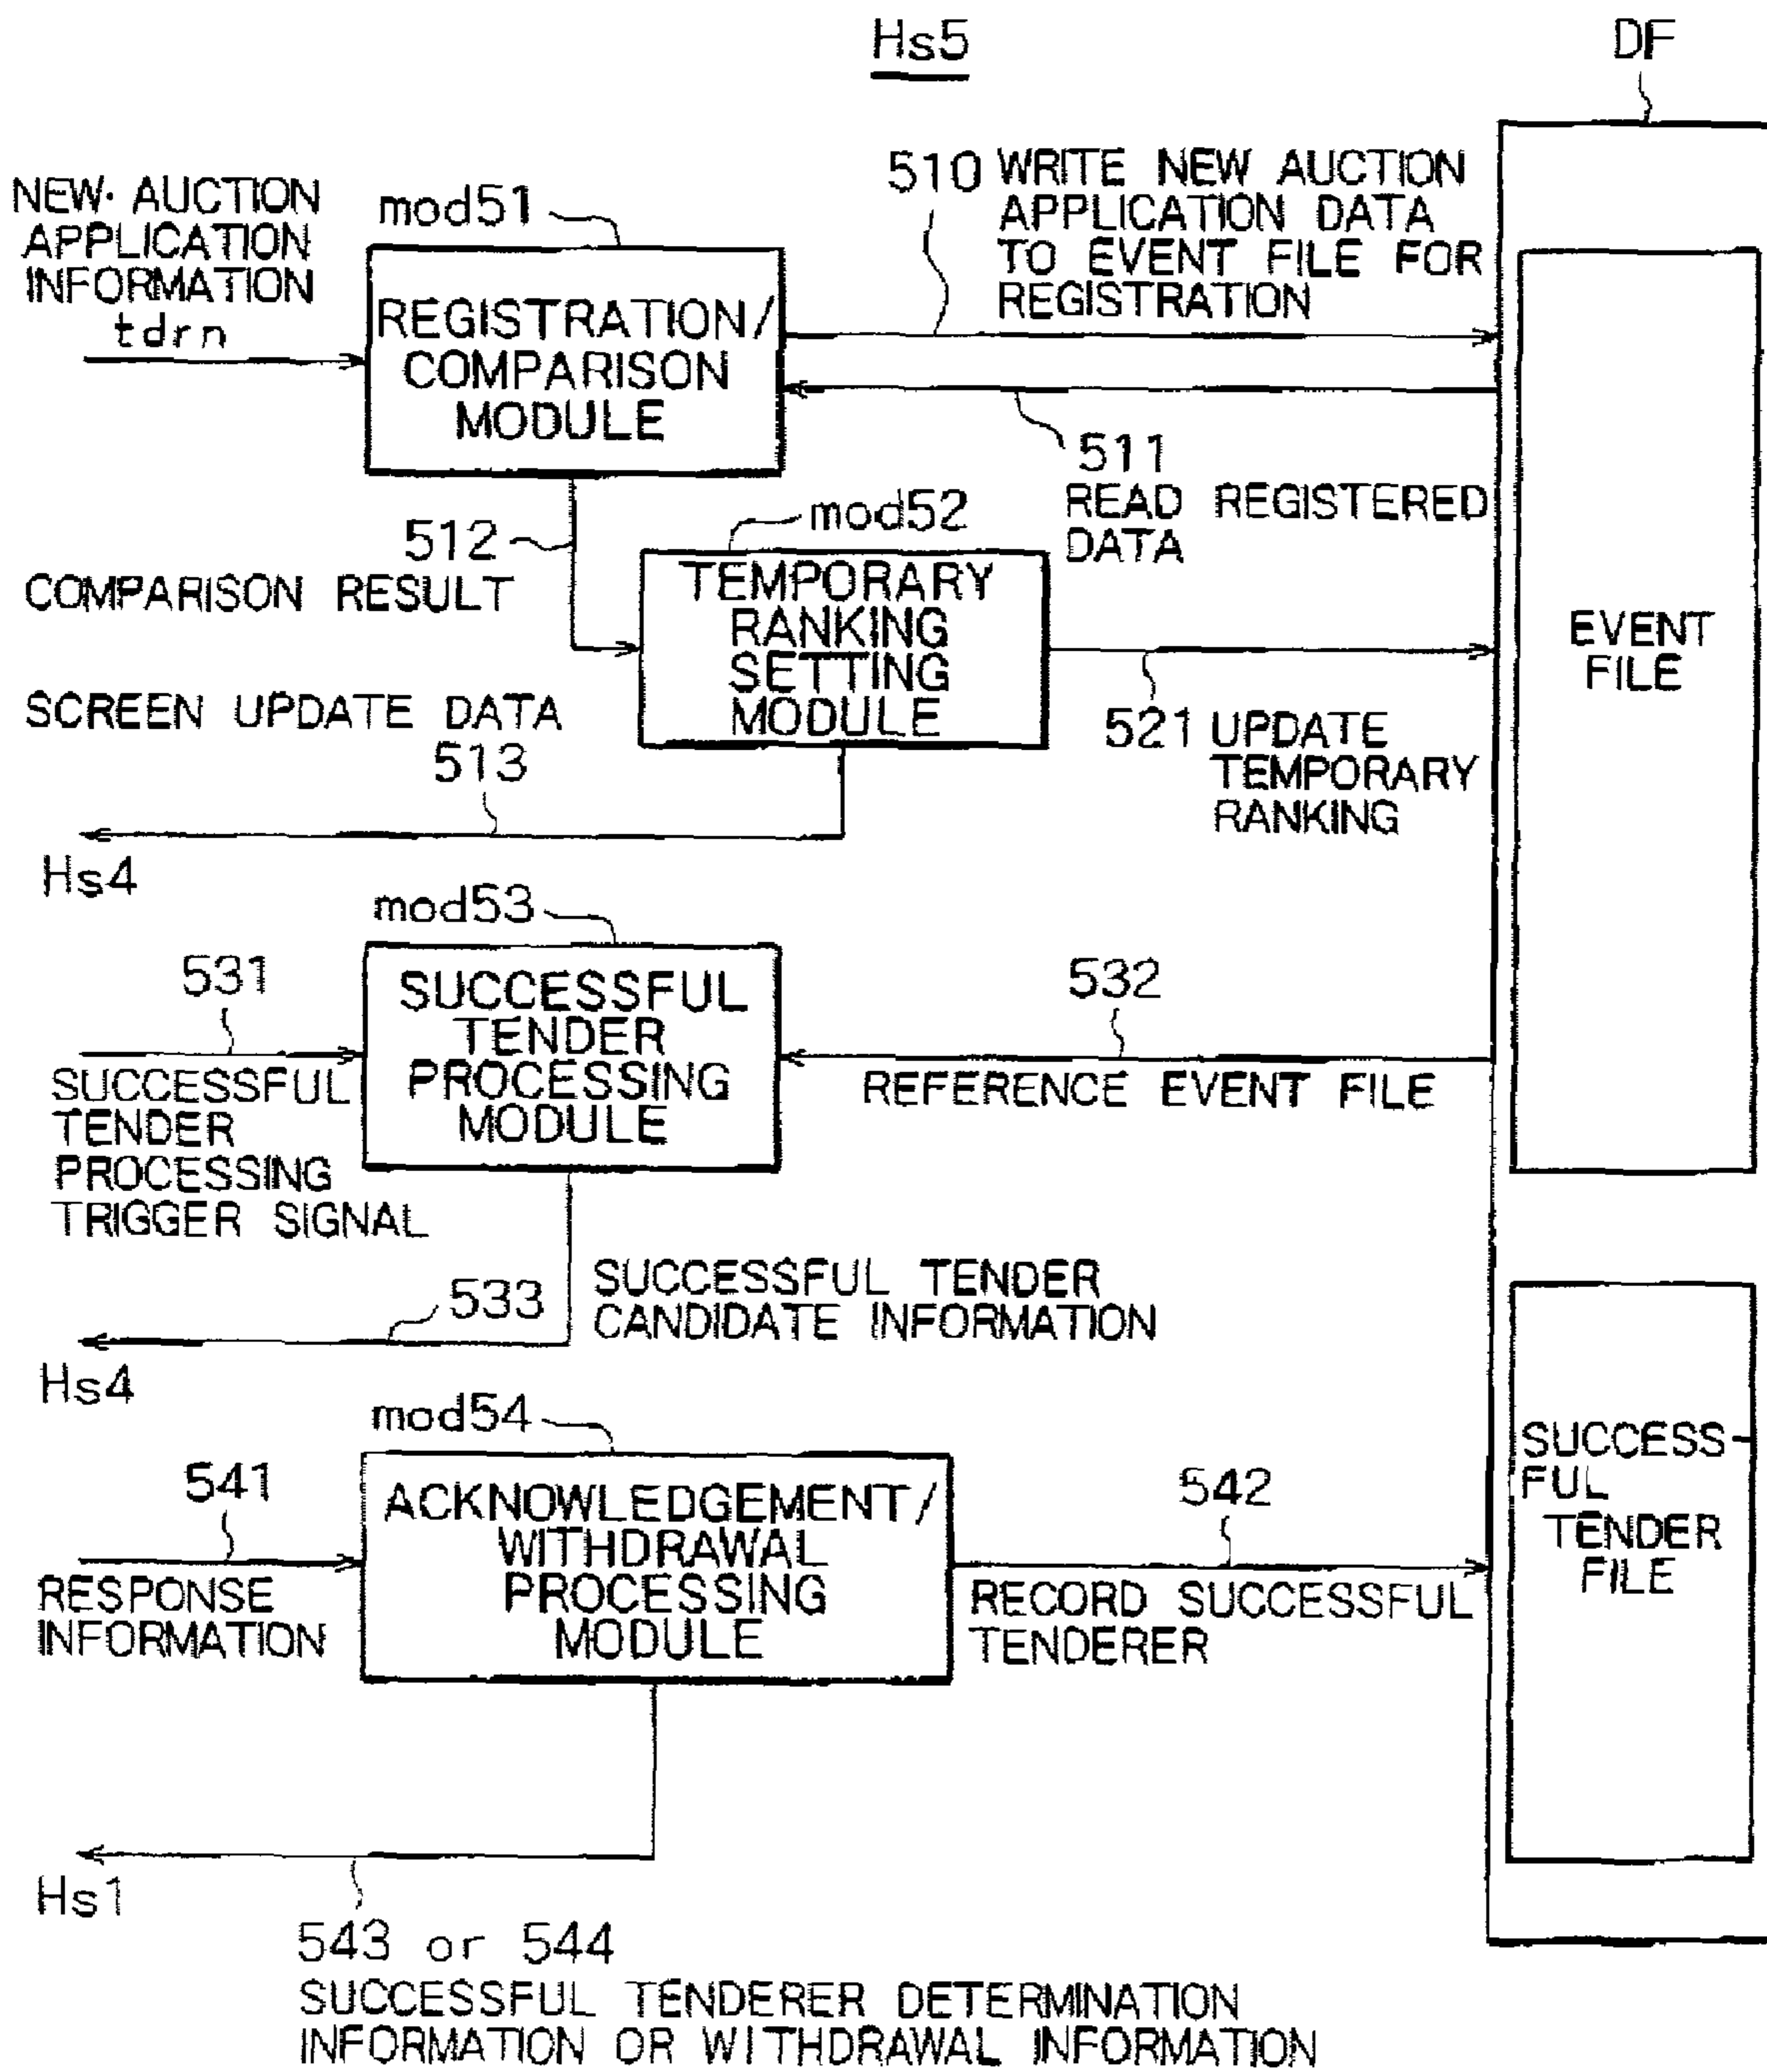 Hs5
DF
NEW· AUCTION
APPLICATION
INFORMATION
tdrn
mod51
REGISTRATION/
COMPARISON
MODULE
510 WRITE NEW AUCTION
APPLICATION DATA
TO EVENT FILE FOR
REGISTRATION
511
READ REGISTERED
DATA
512
COMPARISON RESULT
mod52
TEMPORARY
RANKING
SETTING
MODULE
EVENT
FILE
SCREEN UPDATE DATA
513
Hs4
521 UPDATE
TEMPORARY
RANKING
mod53
SUCCESSFUL
TENDER
PROCESSING
MODULE
531
SUCCESSFUL
TENDER
PROCESSING
TRIGGER SIGNAL
532
REFERENCE EVENT FILE
533
SUCCESSFUL TENDER
CANDIDATE INFORMATION
Hs4
mod54
ACKNOWLEDGEMENT/
WITHDRAWAL
PROCESSING
MODULE
541
RESPONSE
INFORMATION
542
RECORD SUCCESSFUL
TENDERER
SUCCESS-
FUL
TENDER
FILE
Hs1
543 or 544
SUCCESSFUL TENDERER DETERMINATION
INFORMATION OR WITHDRAWAL INFORMATION